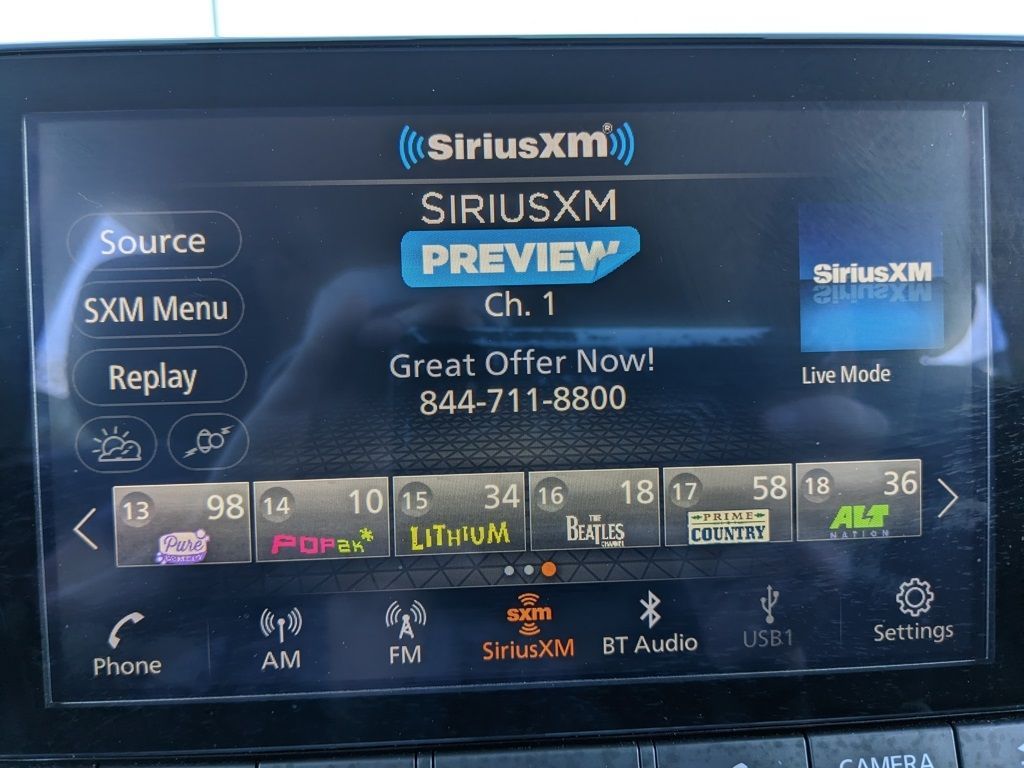 SiriusXM®
SIRIUSXM
PREVIEW
Ch. 1
Great Offer Now!
844-711-8800
Source
SXM Menu
Replay
SiriusXM
Live Mode
13 98
Pure
14 10
POP2K*
15 34
LITHIUM
16 18
THE
BEATLES
CHANNEL
17 58
PRIME
COUNTRY
18 36
ALT
NATION
Phone
AM
FM
sxm
SiriusXM
BT Audio
USB1
Settings
CAMERA